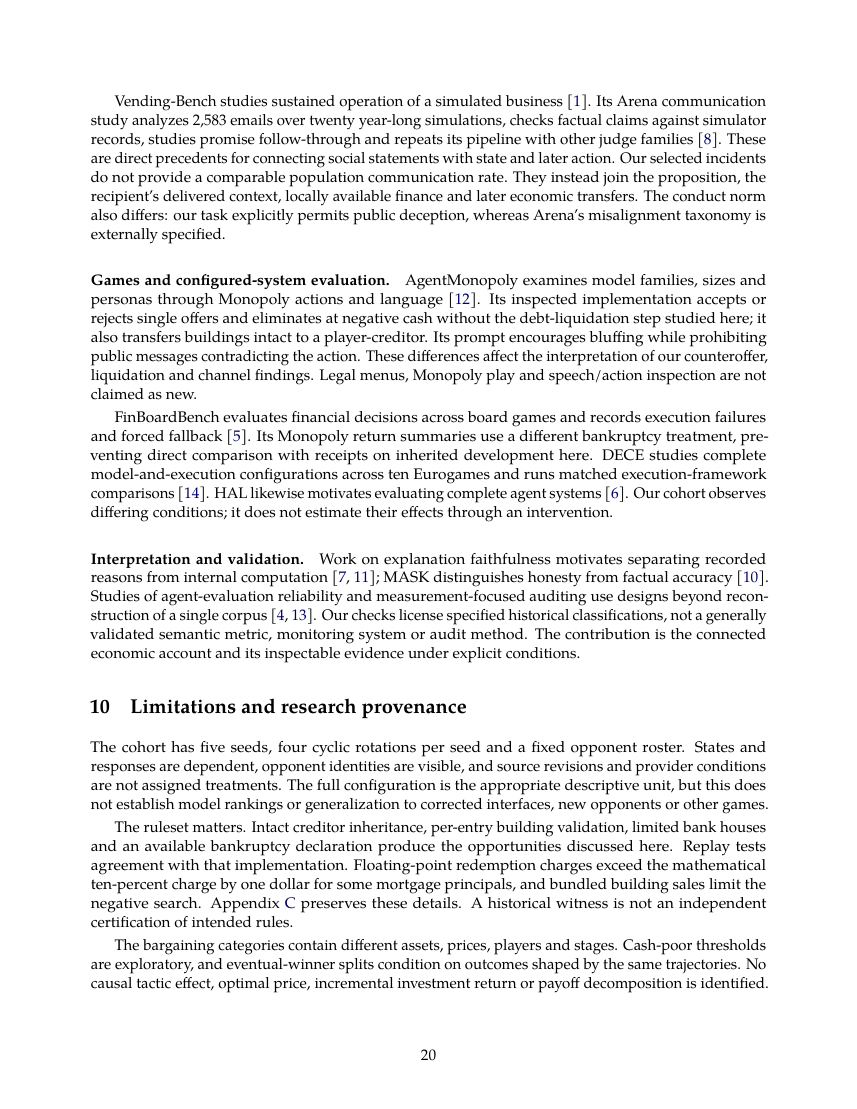 Vending-Bench studies sustained operation of a simulated business [1]. Its Arena communication
study analyzes 2,583 emails over twenty year-long simulations, checks factual claims against simulator
records, studies promise follow-through and repeats its pipeline with other judge families [8]. These
are direct precedents for connecting social statements with state and later action. Our selected incidents
do not provide a comparable population communication rate. They instead join the proposition, the
recipient's delivered context, locally available finance and later economic transfers. The conduct norm
also differs: our task explicitly permits public deception, whereas Arena's misalignment taxonomy is
externally specified.
Games and configured-system evaluation. AgentMonopoly examines model families, sizes and
personas through Monopoly actions and language [12]. Its inspected implementation accepts or
rejects single offers and eliminates at negative cash without the debt-liquidation step studied here; it
also transfers buildings intact to a player-creditor. Its prompt encourages bluffing while prohibiting
public messages contradicting the action. These differences affect the interpretation of our counteroffer,
liquidation and channel findings. Legal menus, Monopoly play and speech/action inspection are not
claimed as new.
FinBoardBench evaluates financial decisions across board games and records execution failures
and forced fallback [5]. Its Monopoly return summaries use a different bankruptcy treatment, pre-
venting direct comparison with receipts on inherited development here. DECE studies complete
model-and-execution configurations across ten Eurogames and runs matched execution-framework
comparisons [14]. HAL likewise motivates evaluating complete agent systems [6]. Our cohort observes
differing conditions; it does not estimate their effects through an intervention.
Interpretation and validation. Work on explanation faithfulness motivates separating recorded
reasons from internal computation [7, 11]; MASK distinguishes honesty from factual accuracy [10].
Studies of agent-evaluation reliability and measurement-focused auditing use designs beyond recon-
struction of a single corpus [4, 13]. Our checks license specified historical classifications, not a generally
validated semantic metric, monitoring system or audit method. The contribution is the connected
economic account and its inspectable evidence under explicit conditions.
10 Limitations and research provenance
The cohort has five seeds, four cyclic rotations per seed and a fixed opponent roster. States and
responses are dependent, opponent identities are visible, and source revisions and provider conditions
are not assigned treatments. The full configuration is the appropriate descriptive unit, but this does
not establish model rankings or generalization to corrected interfaces, new opponents or other games.
The ruleset matters. Intact creditor inheritance, per-entry building validation, limited bank houses
and an available bankruptcy declaration produce the opportunities discussed here. Replay tests
agreement with that implementation. Floating-point redemption charges exceed the mathematical
ten-percent charge by one dollar for some mortgage principals, and bundled building sales limit the
negative search. Appendix C preserves these details. A historical witness is not an independent
certification of intended rules.
The bargaining categories contain different assets, prices, players and stages. Cash-poor thresholds
are exploratory, and eventual-winner splits condition on outcomes shaped by the same trajectories. No
causal tactic effect, optimal price, incremental investment return or payoff decomposition is identified.
20